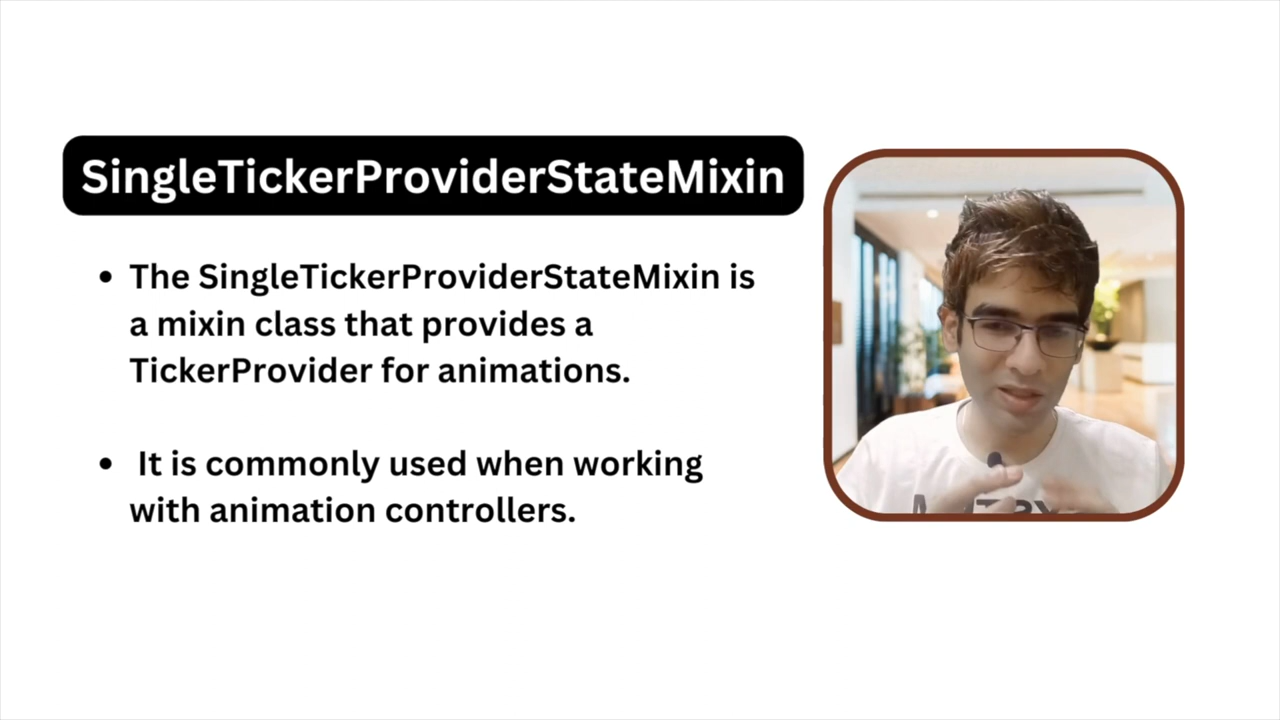 SingleTickerProviderStateMixin
• The SingleTickerProviderStateMixin is
a mixin class that provides a
TickerProvider for animations.
• It is commonly used when working
with animation controllers.